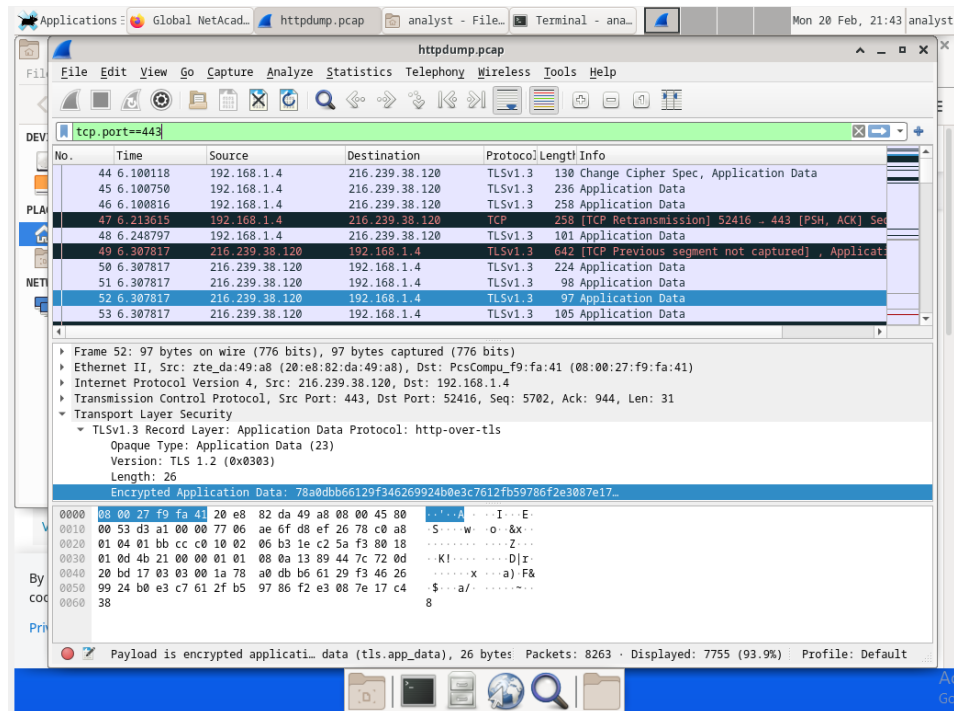 Applications Global NetAcad… httpdump.pcap analyst - File… Terminal - ana… Mon 20 Feb, 21:43 analyst
httpdump.pcap
File Edit View Go Capture Analyze Statistics Telephony Wireless Tools Help
tcp.port==443
DEV
No. Time Source Destination Protocol Length Info
44 6.100118 192.168.1.4 216.239.38.120 TLSv1.3 130 Change Cipher Spec, Application Data
45 6.100750 192.168.1.4 216.239.38.120 TLSv1.3 236 Application Data
46 6.100816 192.168.1.4 216.239.38.120 TLSv1.3 258 Application Data
PLA
47 6.213615 192.168.1.4 216.239.38.120 TCP 258 [TCP Retransmission] 52416 → 443 [PSH, ACK] Sec
48 6.248797 192.168.1.4 216.239.38.120 TLSv1.3 101 Application Data
49 6.307817 216.239.38.120 192.168.1.4 TLSv1.3 642 [TCP Previous segment not captured] , Applicati
50 6.307817 216.239.38.120 192.168.1.4 TLSv1.3 224 Application Data
NET
51 6.307817 216.239.38.120 192.168.1.4 TLSv1.3 98 Application Data
52 6.307817 216.239.38.120 192.168.1.4 TLSv1.3 97 Application Data
53 6.307817 216.239.38.120 192.168.1.4 TLSv1.3 105 Application Data
Frame 52: 97 bytes on wire (776 bits), 97 bytes captured (776 bits)
Ethernet II, Src: zte_da:49:a8 (20:e8:82:da:49:a8), Dst: PcsCompu_f9:fa:41 (08:00:27:f9:fa:41)
Internet Protocol Version 4, Src: 216.239.38.120, Dst: 192.168.1.4
Transmission Control Protocol, Src Port: 443, Dst Port: 52416, Seq: 5702, Ack: 944, Len: 31
Transport Layer Security
TLSv1.3 Record Layer: Application Data Protocol: http-over-tls
Opaque Type: Application Data (23)
Version: TLS 1.2 (0x0303)
Length: 26
Encrypted Application Data: 78a0dbb66129f346269924b0e3c7612fb59786f2e3087e17…
0000 08 00 27 f9 fa 41 20 e8 82 da 49 a8 08 00 45 80 ··'··A · ··I···E·
0010 00 53 d3 a1 00 00 77 06 ae 6f d8 ef 26 78 c0 a8 ·S····w· ·o··&x··
0020 01 04 01 bb cc c0 10 02 06 b3 1e c2 5a f3 80 18 ········ ····Z···
0030 01 0d 4b 21 00 00 01 01 08 0a 13 89 44 7c 72 0d ··K!···· ····D|r·
0040 20 bd 17 03 03 00 1a 78 a0 db b6 61 29 f3 46 26 ······x ···a)·F&
0050 99 24 b0 e3 c7 61 2f b5 97 86 f2 e3 08 7e 17 c4 ·$···a/· ·····~··
0060 38 8
By
coo
Priv
Payload is encrypted applicati… data (tls.app_data), 26 bytes Packets: 8263 · Displayed: 7755 (93.9%) Profile: Default